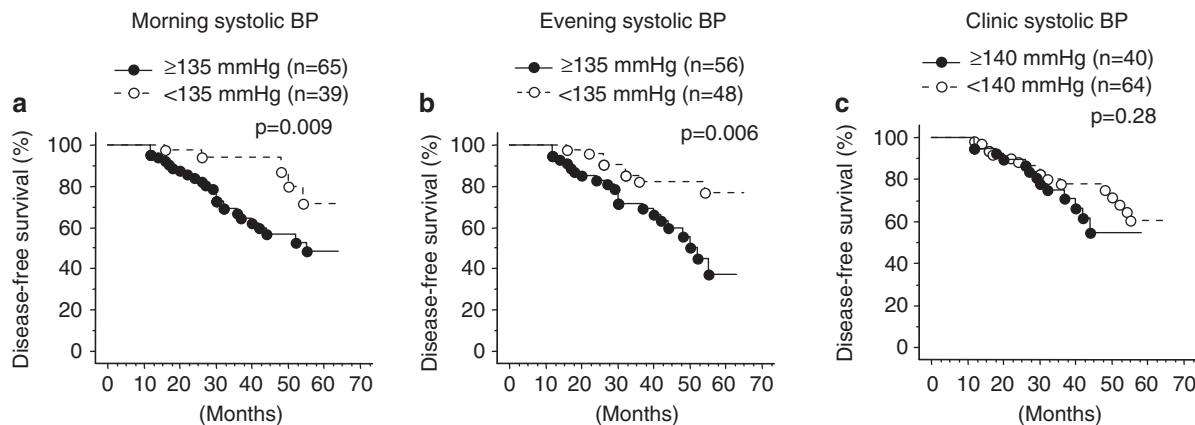 Morning systolic BP
≥135 mmHg (n=65)
<135 mmHg (n=39)
a
p=0.009
Disease-free survival (%)
100
80
60
40
20
0
0 10 20 30 40 50 60 70
(Months)
Evening systolic BP
≥135 mmHg (n=56)
<135 mmHg (n=48)
b
p=0.006
Disease-free survival (%)
100
80
60
40
20
0
0 10 20 30 40 50 60 70
(Months)
Clinic systolic BP
≥140 mmHg (n=40)
<140 mmHg (n=64)
c
p=0.28
Disease-free survival (%)
100
80
60
40
20
0
0 10 20 30 40 50 60 70
(Months)